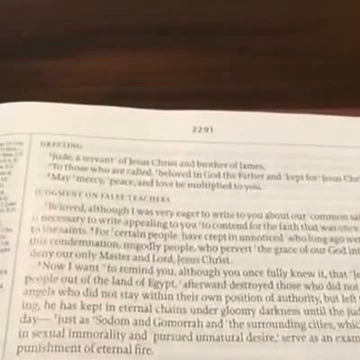 2291
GREETING
Jude, a servant of Jesus Christ and brother of James,
To those who are called, beloved in God the Father and kept for Jesus Chri
May mercy, peace, and love be multiplied to you.
JUDGMENT ON FALSE TEACHERS
Beloved, although I was very eager to write to you about our common sa
necessary to write appealing to you to contend for the faith that was once
to the saints. For certain people have crept in unnoticed who long ago we
this condemnation, ungodly people, who pervert the grace of our God int
deny our only Master and Lord, Jesus Christ.
Now I want to remind you, although you once fully knew it, that Je
people out of the land of Egypt, afterward destroyed those who did not
angels who did not stay within their own position of authority, but left
ing, he has kept in eternal chains under gloomy darkness until the jud
day— just as Sodom and Gomorrah and the surrounding cities, whic
in sexual immorality and pursued unnatural desire, serve as an exam
punishment of eternal fire.